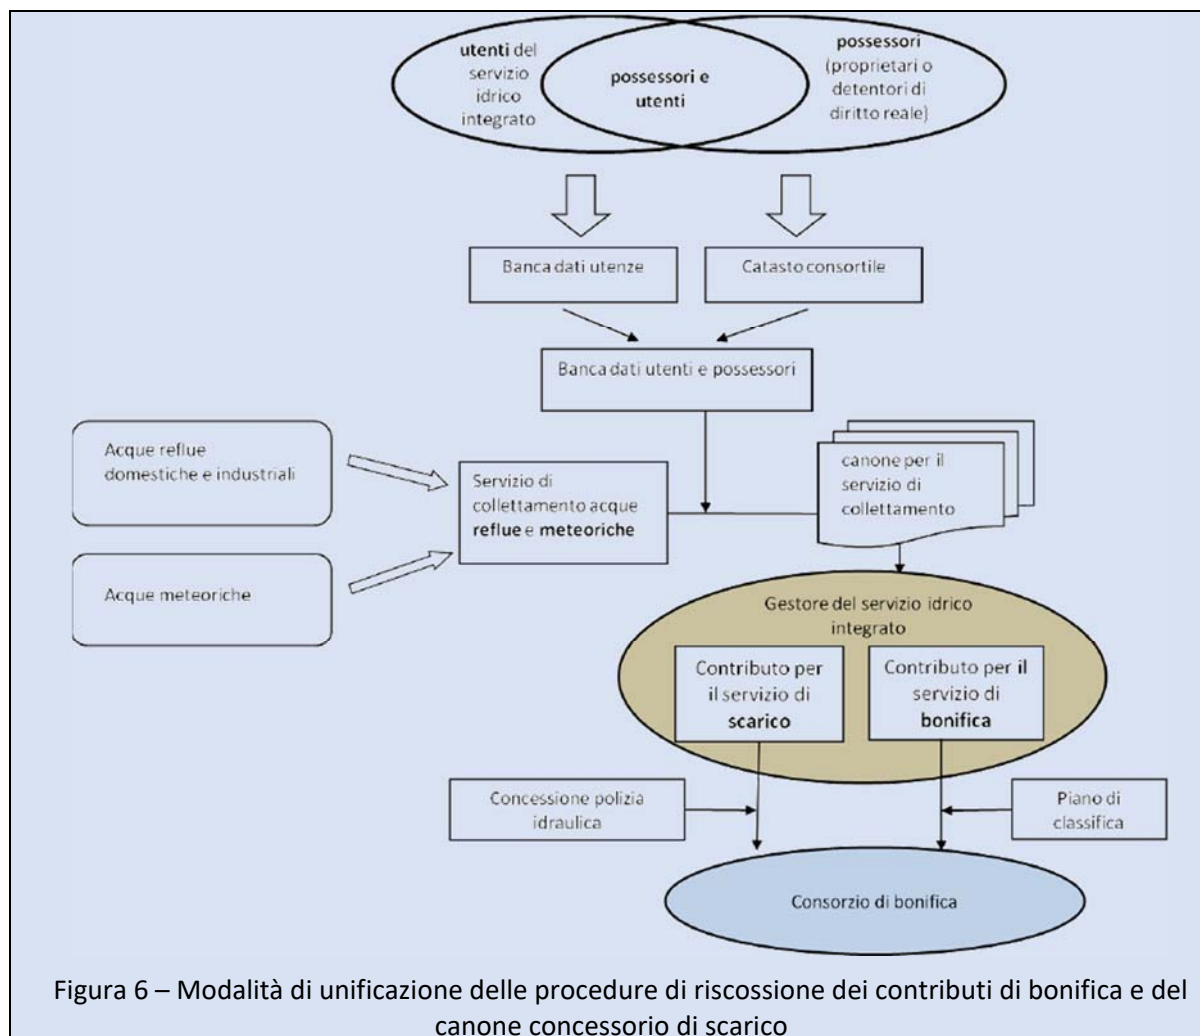 utenti del
servizio
idrico
integrato
possessori e
utenti
possessori
(proprietari o
detentori di
diritto reale)
Banca dati utenze
Catasto consortile
Banca dati utenti e possessori
Acque reflue
domestiche e industriali
Acque meteoriche
Servizio di
collettamento acque
reflue e meteoriche
canone per il
servizio di
collettamento
Gestore del servizio idrico
integrato
Contributo per
il servizio di
scarico
Contributo per il
servizio di
bonifica
Concessione polizia
idraulica
Piano di
classifica
Consorzio di bonifica
Figura 6 – Modalità di unificazione delle procedure di riscossione dei contributi di bonifica e del
canone concessorio di scarico